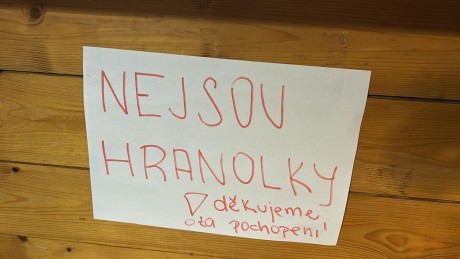 NEJSOU
HRANOLKY
děkujeme
za pochopení!